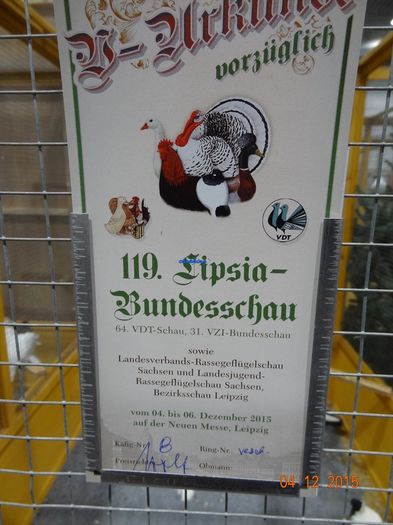 V-Urkunde
vorzüglich
VDT
119. Lipsia-
Bundesschau
64. VDT-Schau, 31. VZI-Bundesschau
sowie
Landesverbands-Rassegeflügelschau
Sachsen und Landesjugend-
Rassegeflügelschau Sachsen,
Bezirksschau Leipzig
vom 04. bis 06. Dezember 2015
auf der Neuen Messe, Leipzig
Käfig-Nr. Ring-Nr.
Preisrichter Obmann:
04 12 2015